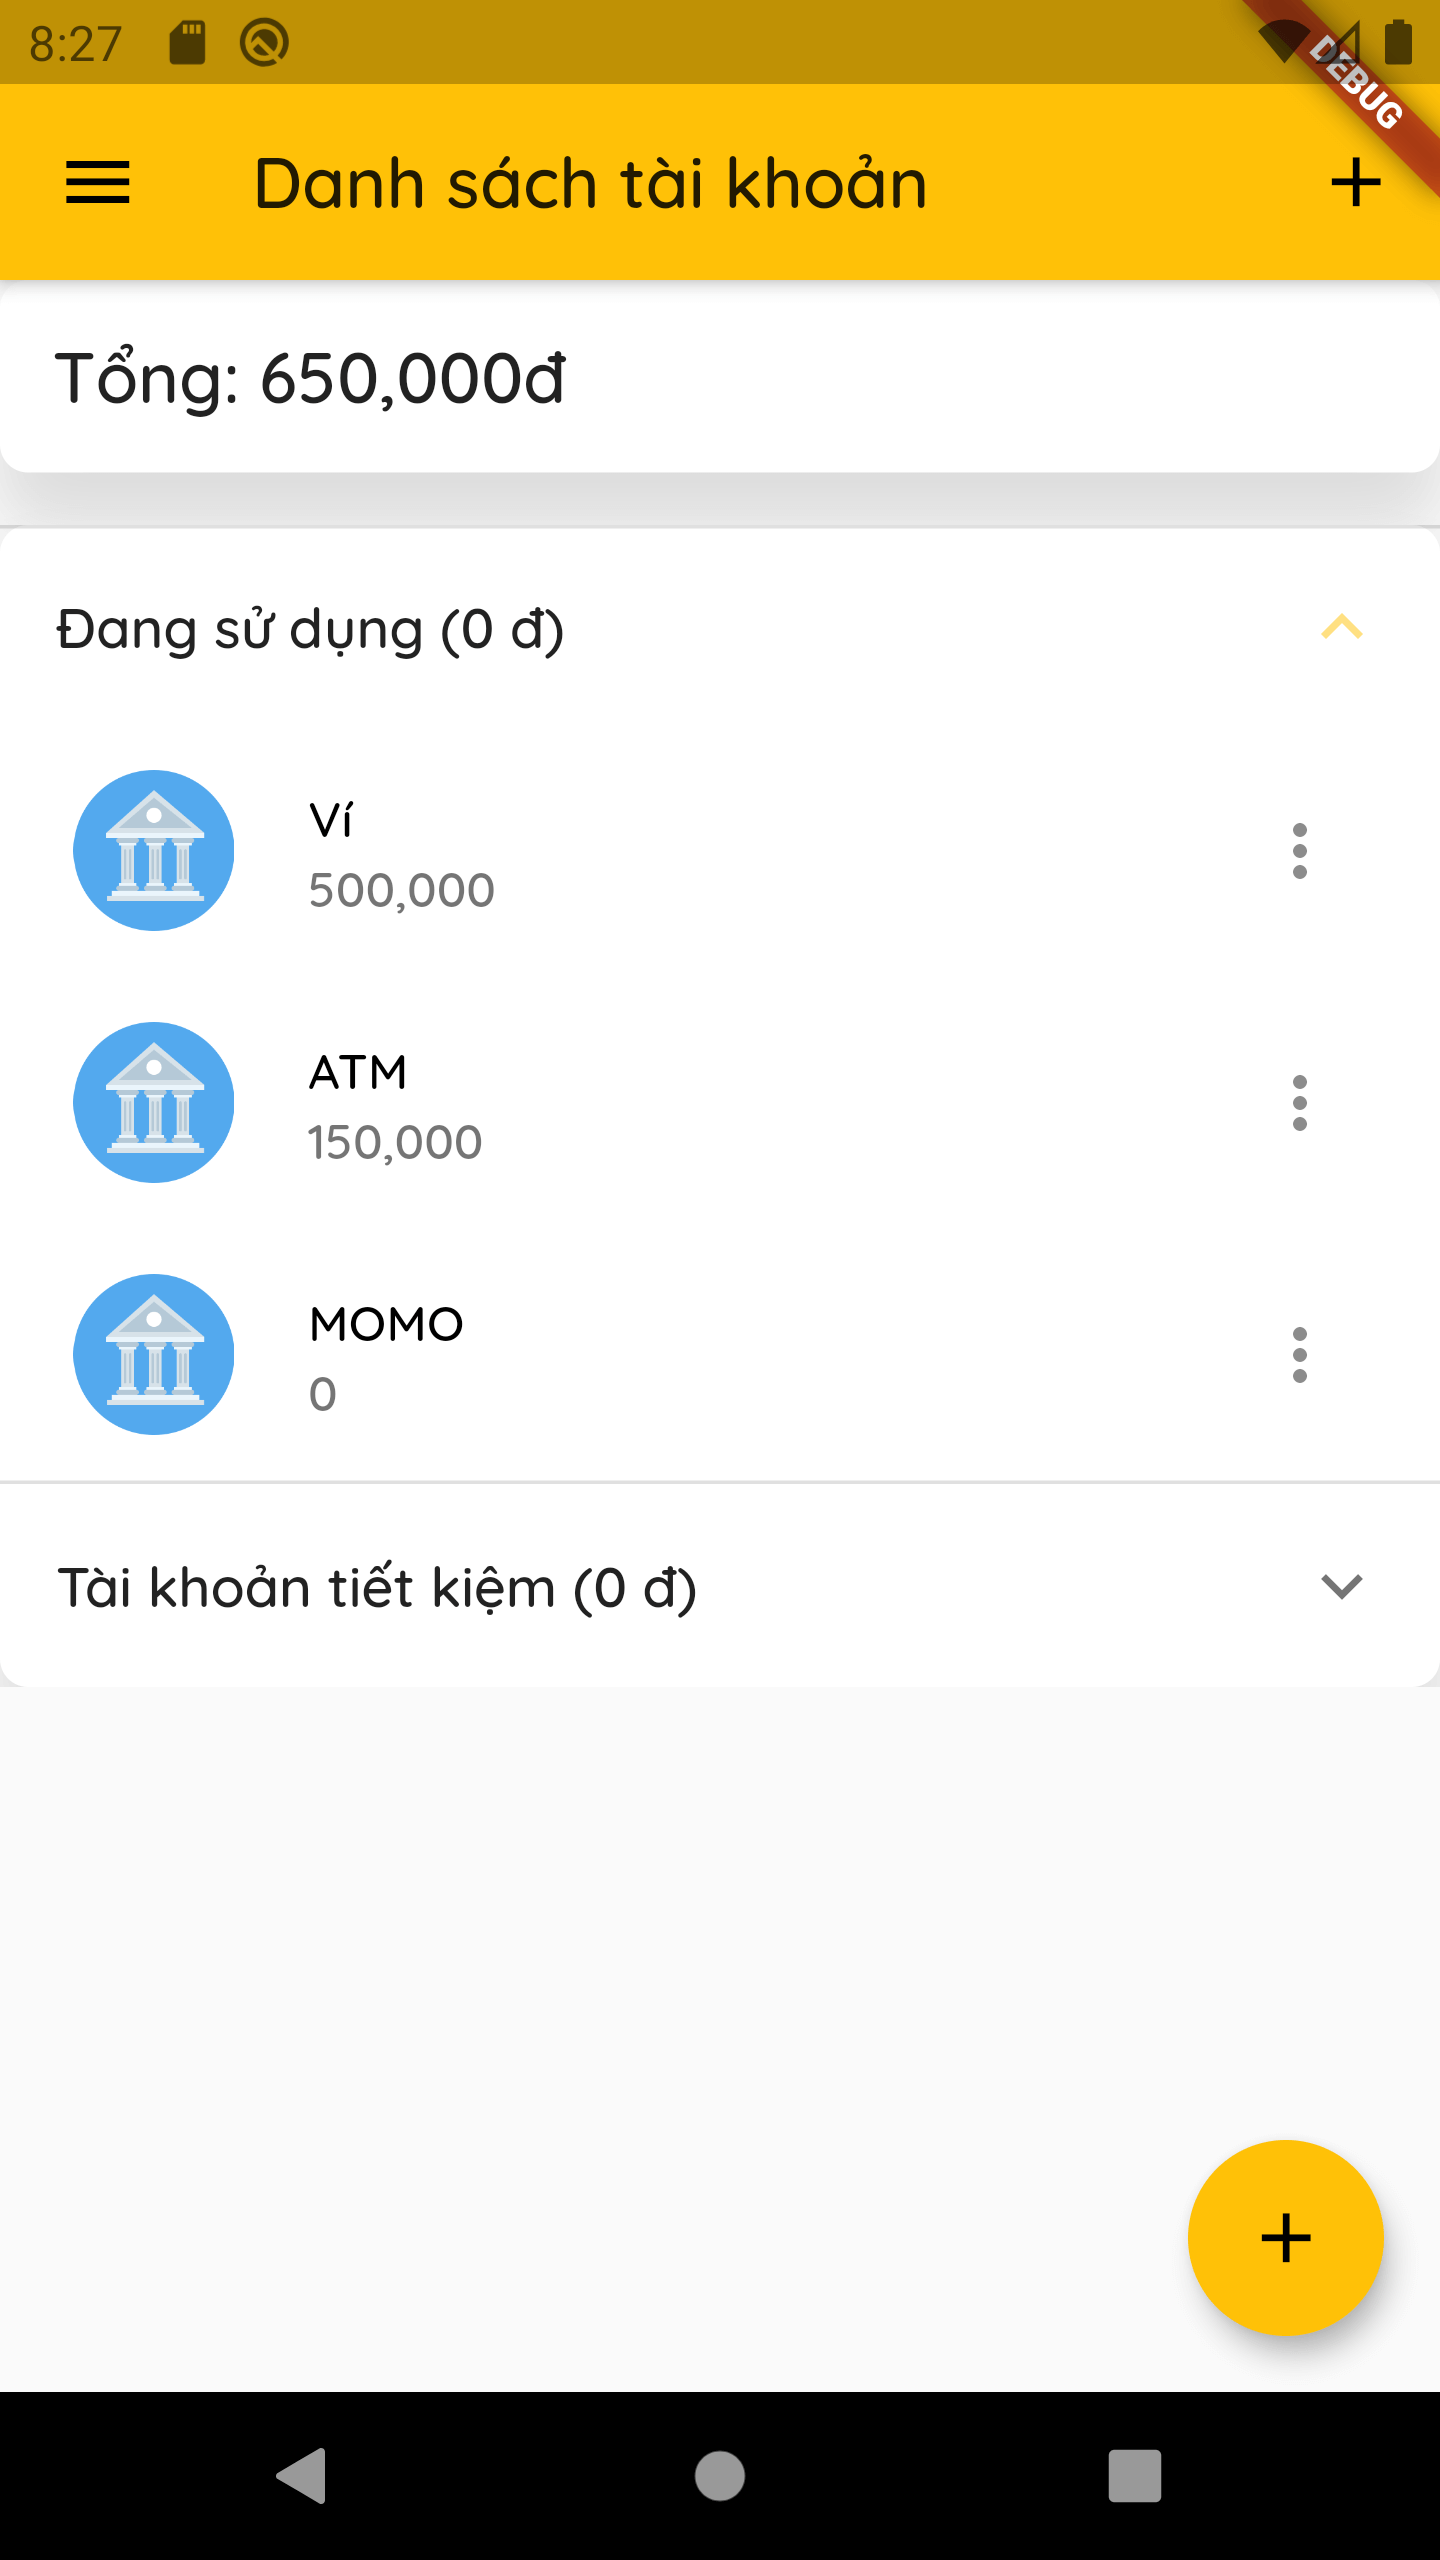 8:27
DEBUG
Danh sách tài khoản
Tổng: 650,000đ
Đang sử dụng (0 đ)
Ví
500,000
ATM
150,000
MOMO
0
Tài khoản tiết kiệm (0 đ)